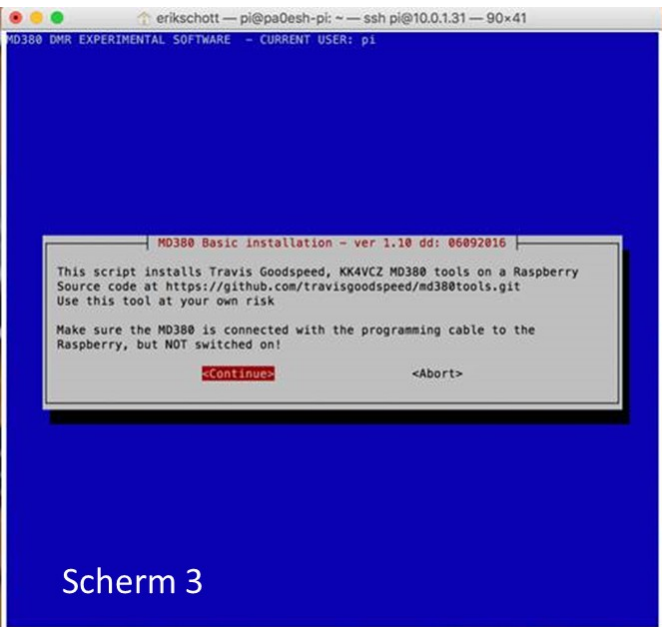 erikschott — pi@pa0esh-pi: ~ — ssh pi@10.0.1.31 — 90×41
MD380 DMR EXPERIMENTAL SOFTWARE - CURRENT USER: pi
MD380 Basic installation - ver 1.10 dd: 06092016
This script installs Travis Goodspeed, KK4VCZ MD380 tools on a Raspberry
Source code at https://github.com/travisgoodspeed/md380tools.git
Use this tool at your own risk
Make sure the MD380 is connected with the programming cable to the
Raspberry, but NOT switched on!
<Continue> <Abort>
Scherm 3